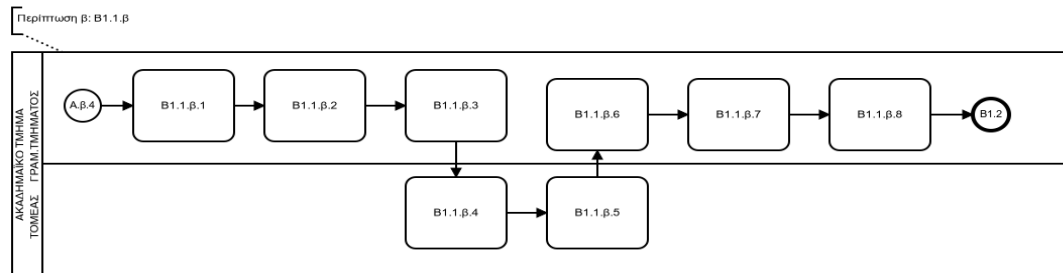 Περίπτωση β: Β1.1.β
ΑΚΑΔΗΜΑΪΚΟ ΤΜΗΜΑ
ΓΡΑΜ.ΤΜΗΜΑΤΟΣ
Α.β.4
Β1.1.β.1
Β1.1.β.2
Β1.1.β.3
Β1.1.β.6
Β1.1.β.7
Β1.1.β.8
Β1.2
ΤΟΜΕΑΣ
Β1.1.β.4
Β1.1.β.5